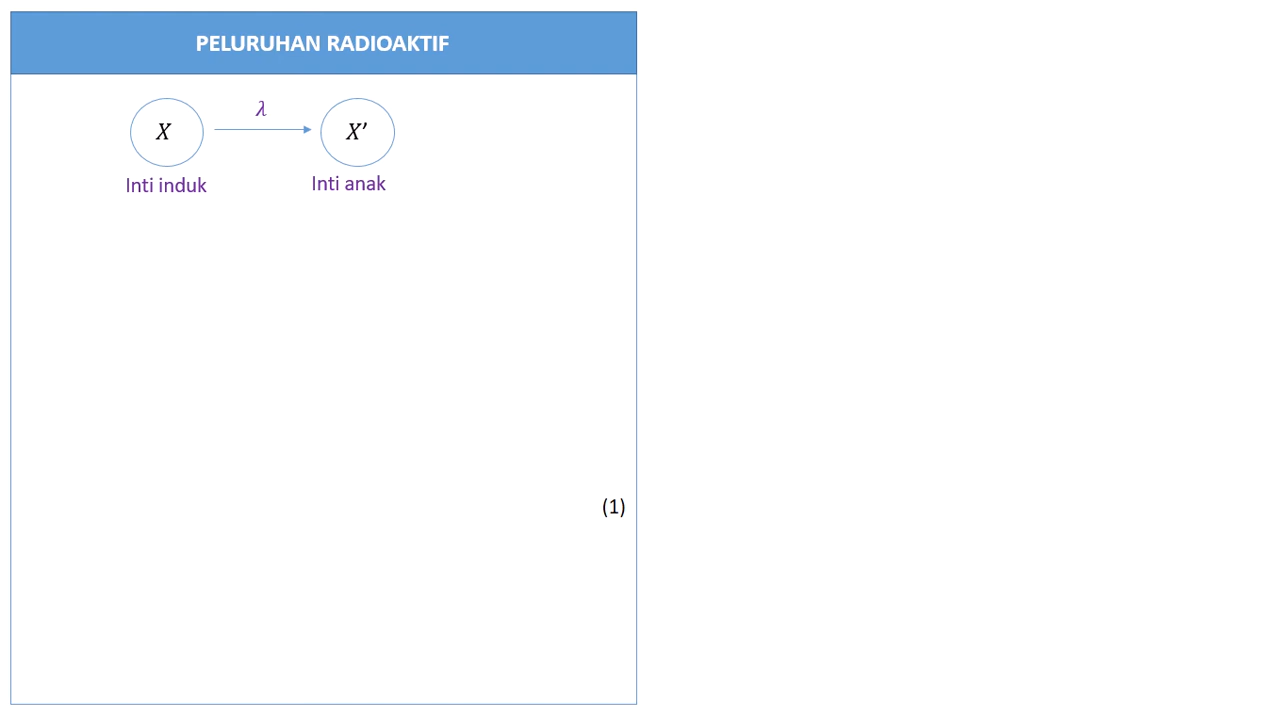 PELURUHAN RADIOAKTIF
λ
X X’
Inti induk Inti anak
(1)